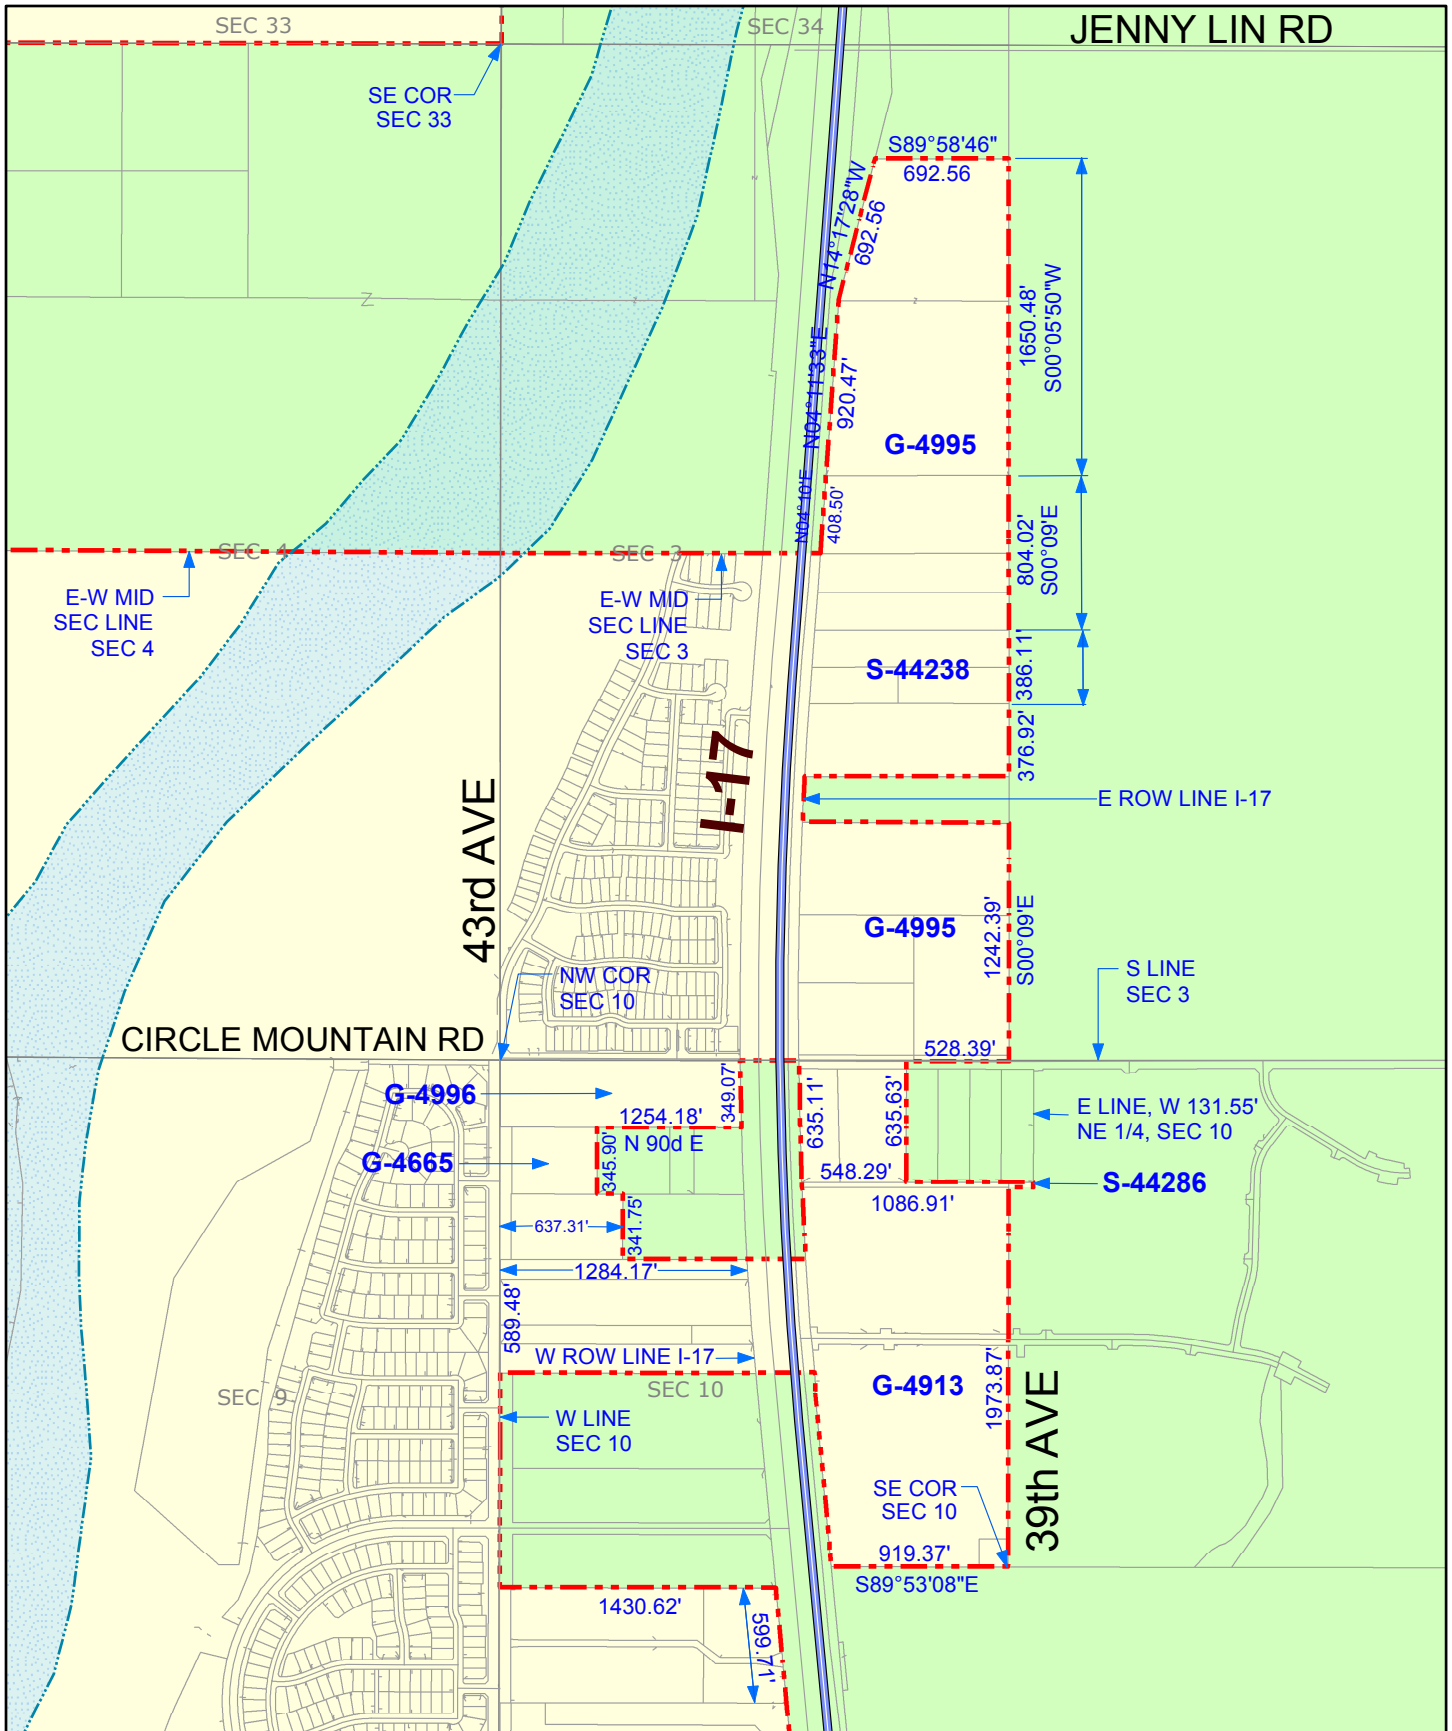 SEC 33
SEC 34
JENNY LIN RD
SE COR
SEC 33
S89°58'46"
692.56
N14°17'28"W
692.56
Z
z
z
z
1650.48'
S00°05'50"W
N04°11'33"E
920.47'
G-4995
N04°10'E
408.50'
804.02'
S00°09'E
SEC 4
SEC 3
E-W MID
SEC LINE
SEC 4
E-W MID
SEC LINE
SEC 3
S-44238
386.11'
376.92'
I-17
E ROW LINE I-17
43rd AVE
G-4995
1242.39'
S00°09'E
NW COR
SEC 10
S LINE
SEC 3
CIRCLE MOUNTAIN RD
528.39'
G-4996
349.07'
1254.18'
N 90d E
635.11'
635.63'
E LINE, W 131.55'
NE 1/4, SEC 10
G-4665
345.90'
548.29'
S-44286
1086.91'
637.31'
341.75'
1284.17'
589.48'
W ROW LINE I-17
SEC 9
SEC 10
G-4913
1973.87'
39th AVE
W LINE
SEC 10
SE COR
SEC 10
919.37'
S89°53'08"E
1430.62'
599.71'